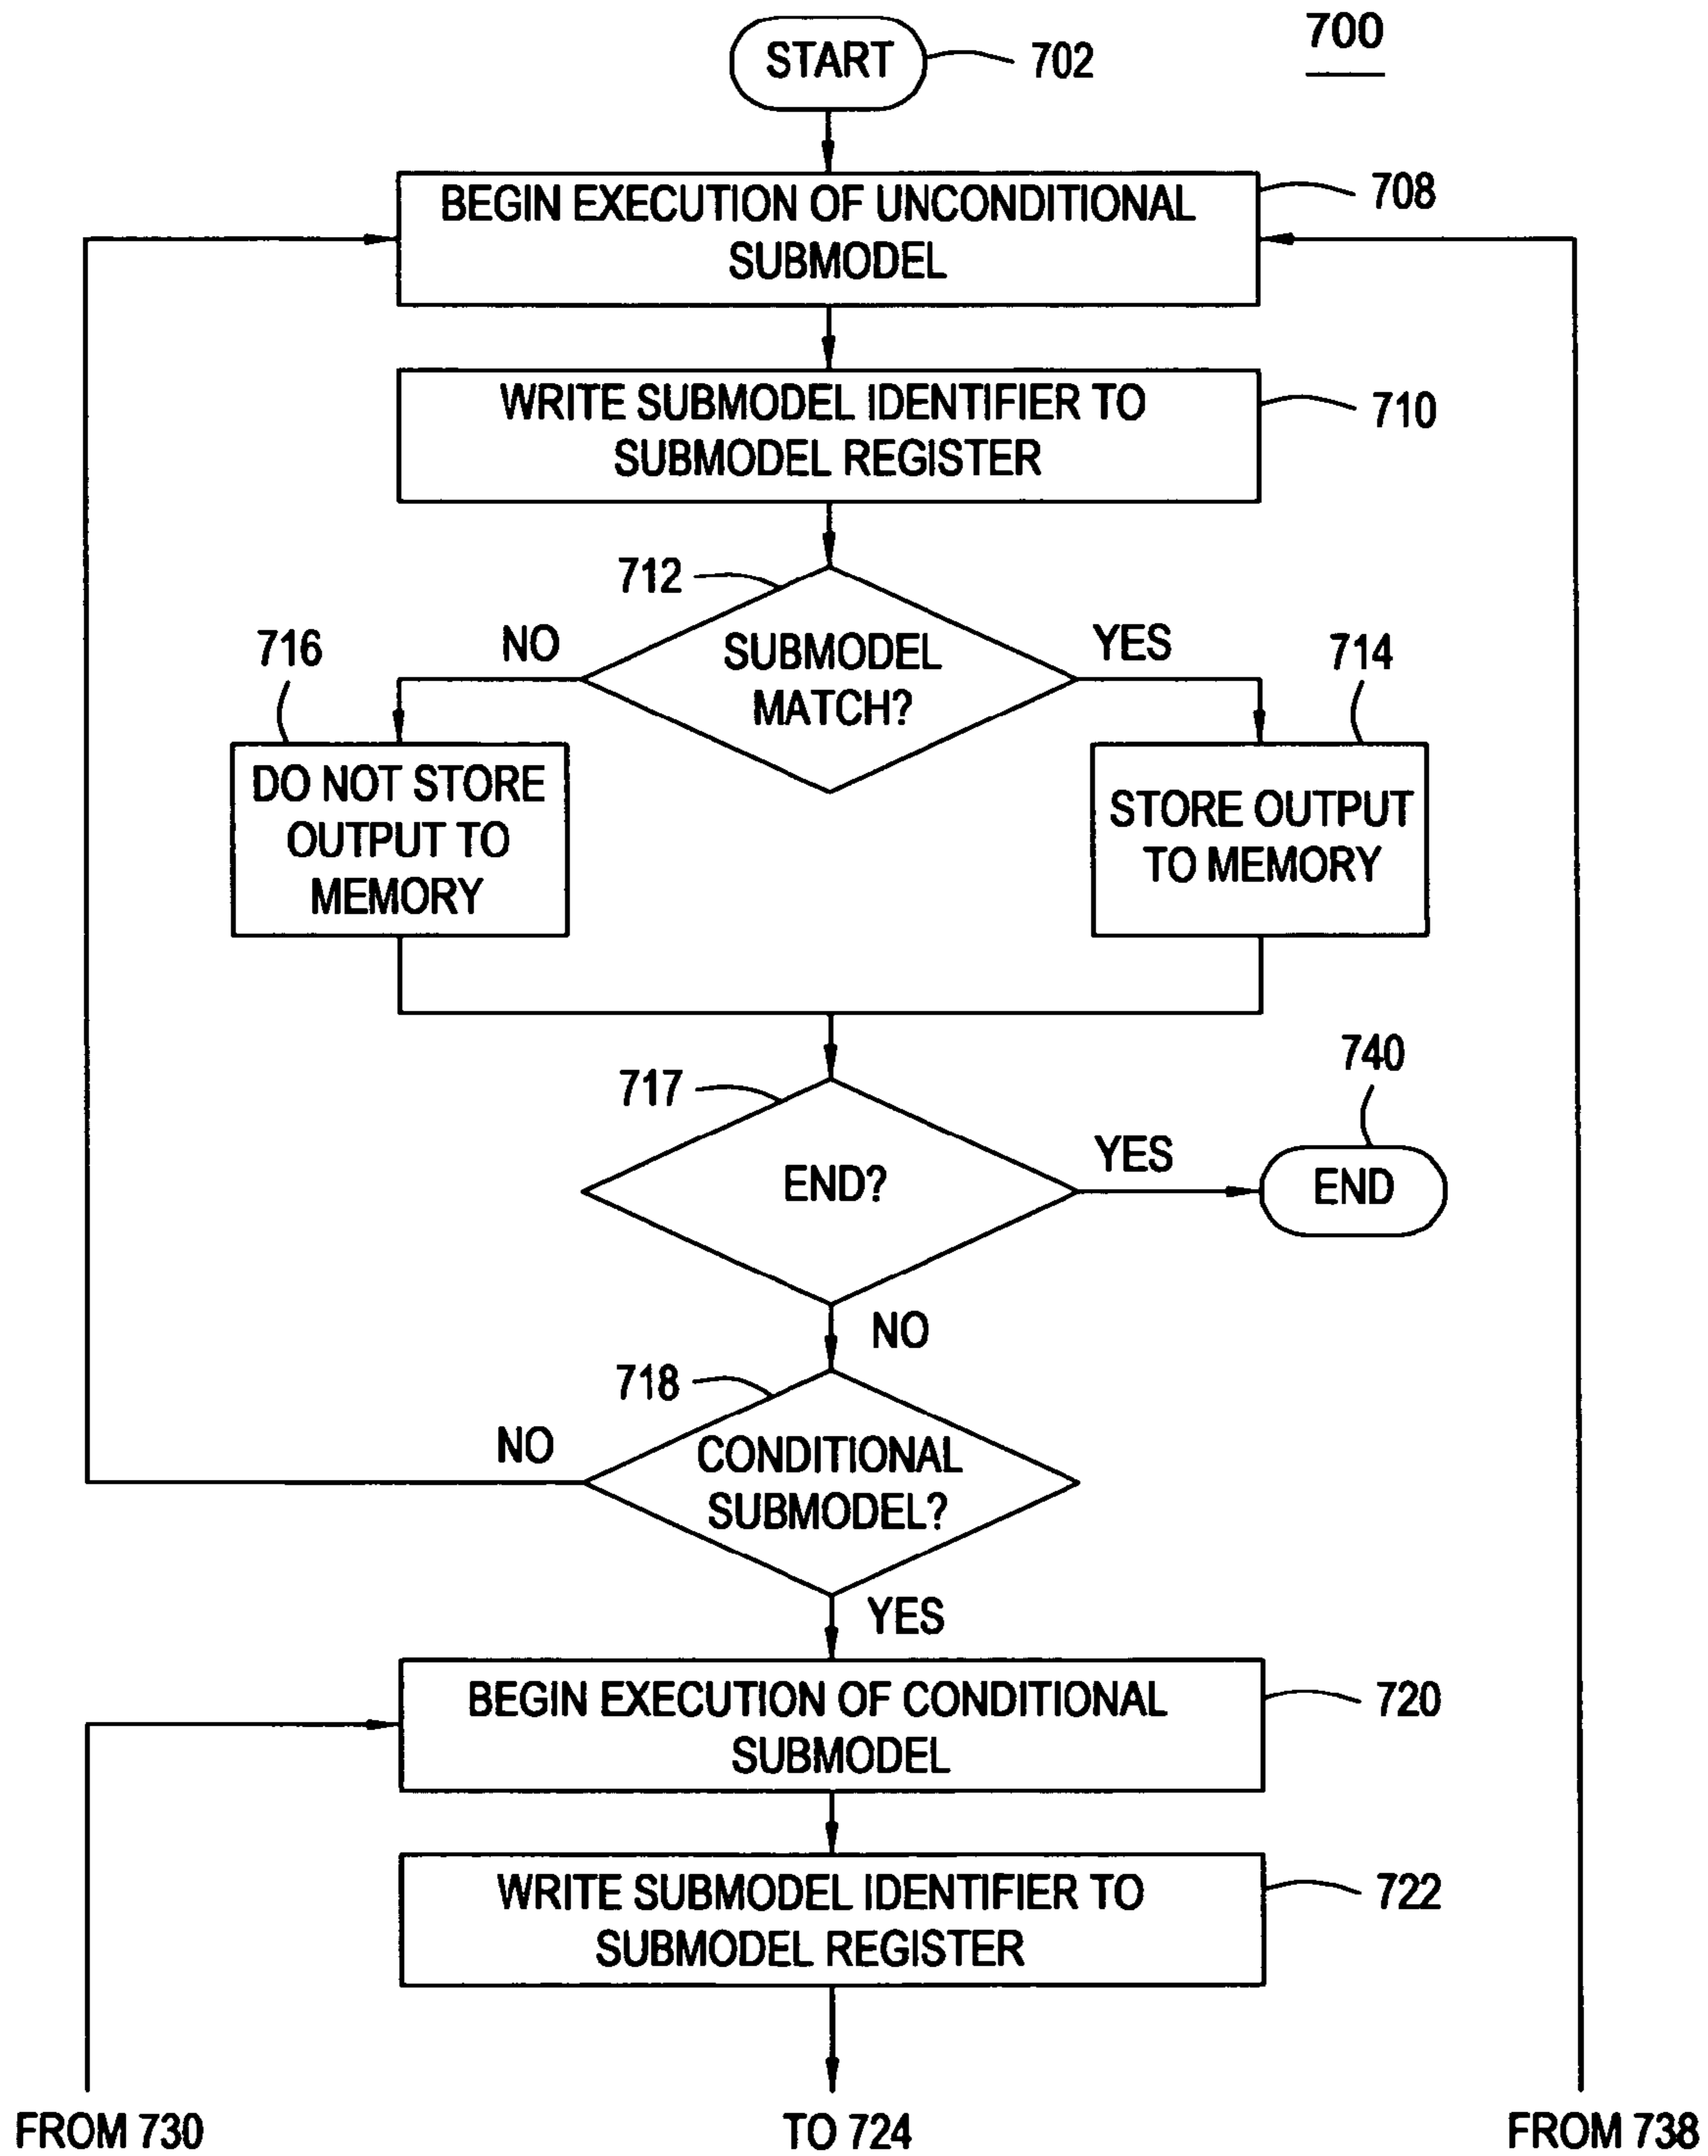 700
START
702
BEGIN EXECUTION OF UNCONDITIONAL
SUBMODEL
708
WRITE SUBMODEL IDENTIFIER TO
SUBMODEL REGISTER
710
712
SUBMODEL
MATCH?
NO
YES
716
714
DO NOT STORE
OUTPUT TO
MEMORY
STORE OUTPUT
TO MEMORY
717
END?
YES
740
END
NO
718
CONDITIONAL
SUBMODEL?
NO
YES
BEGIN EXECUTION OF CONDITIONAL
SUBMODEL
720
WRITE SUBMODEL IDENTIFIER TO
SUBMODEL REGISTER
722
FROM 730
TO 724
FROM 738